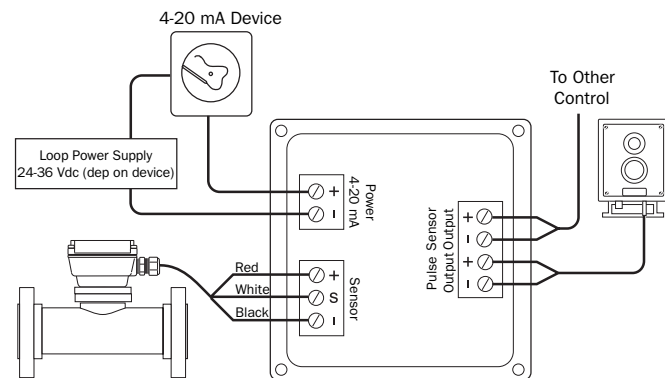 4-20 mA Device
To Other
Control
Loop Power Supply
24-36 Vdc (dep on device)
+
-
Power
4-20 mA
Red
White
Black
+
S
-
Sensor
Pulse Sensor
Output Output
+
-
+
-